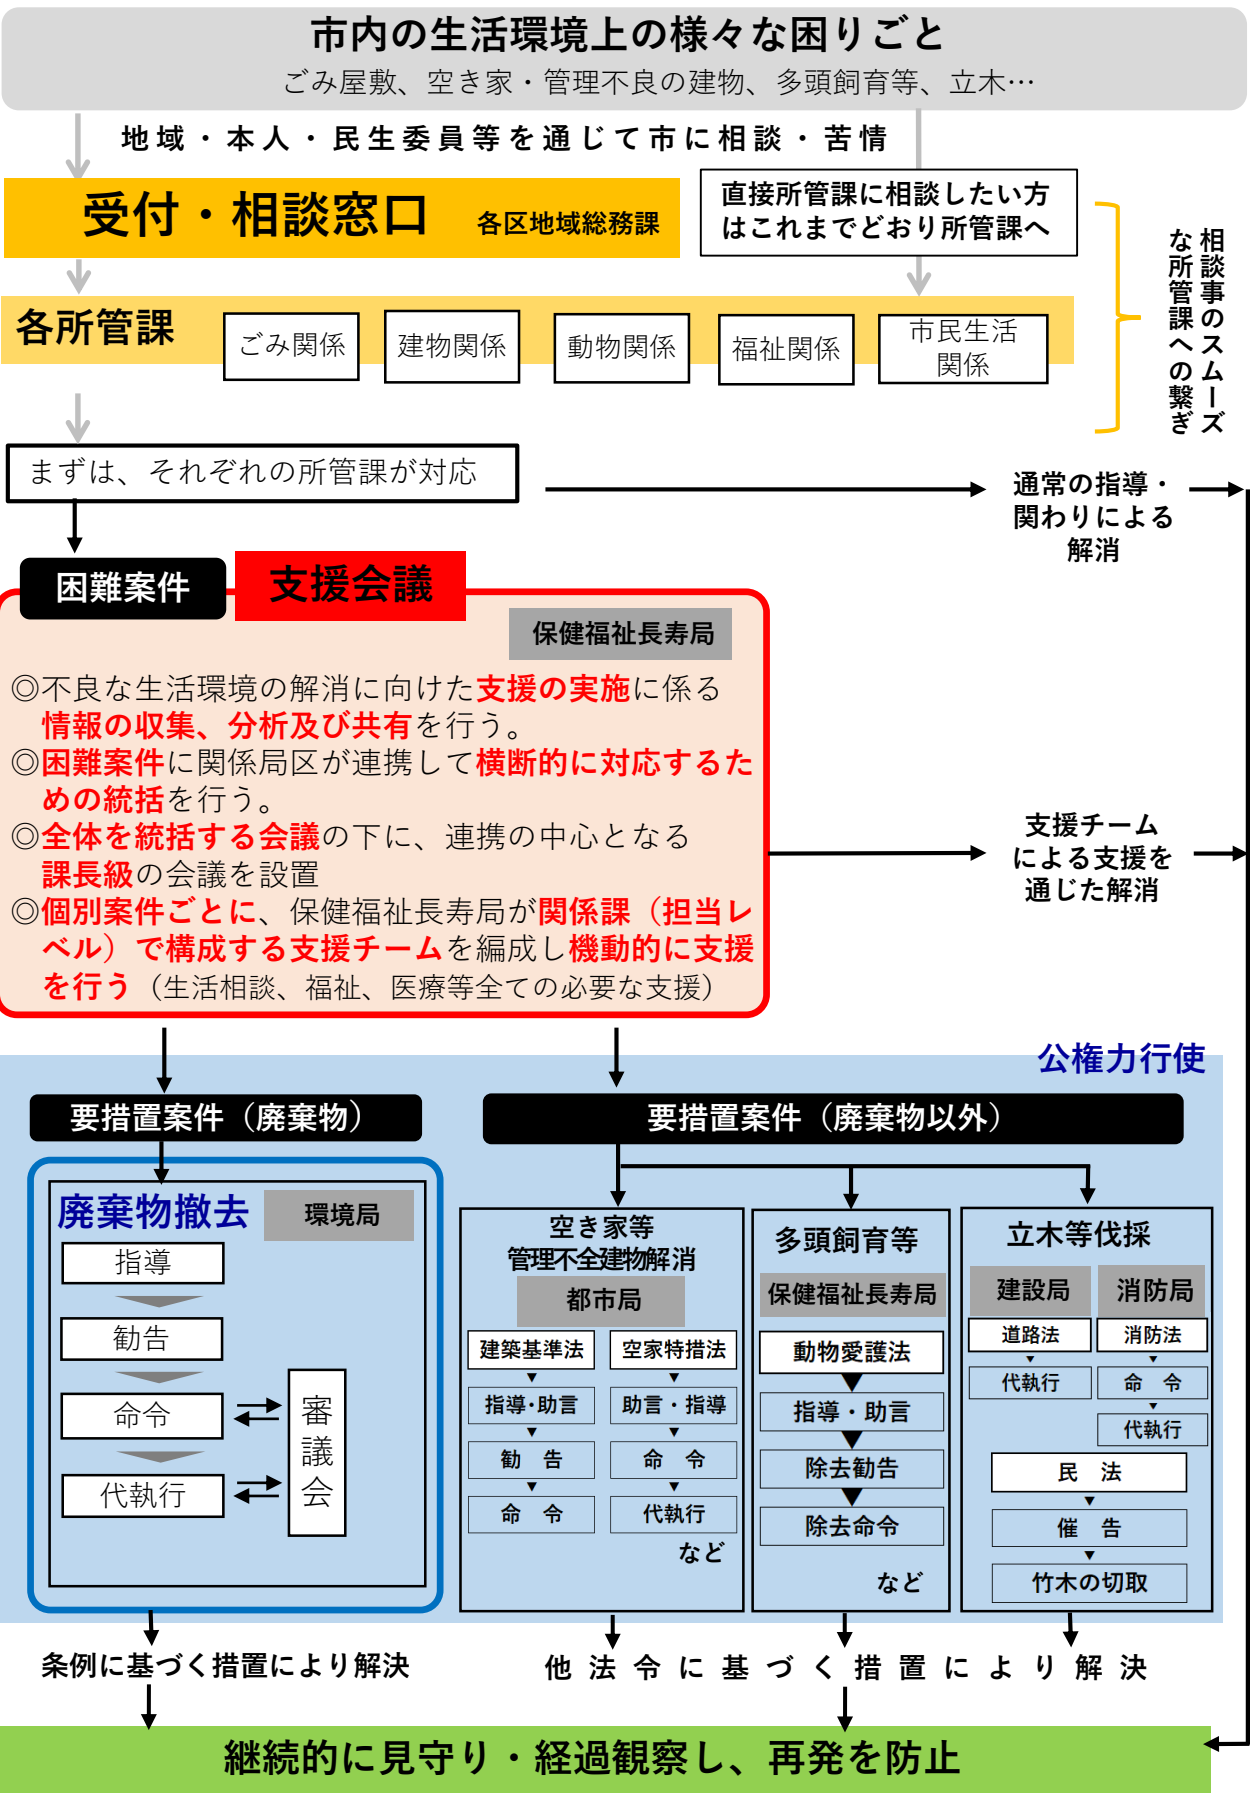 市内の生活環境上の様々な困りごと
ごみ屋敷、空き家・管理不良の建物、多頭飼育等、立木…
地域・本人・民生委員等を通じて市に相談・苦情
受付・相談窓口 各区地域総務課
直接所管課に相談したい方
はこれまでどおり所管課へ
相談事のスムーズ
な所管課への繋ぎ
各所管課
ごみ関係
建物関係
動物関係
福祉関係
市民生活
関係
まずは、それぞれの所管課が対応
通常の指導・
関わりによる
解消
困難案件
支援会議
保健福祉長寿局
◎不良な生活環境の解消に向けた支援の実施に係る
情報の収集、分析及び共有を行う。
◎困難案件に関係局区が連携して横断的に対応するた
めの統括を行う。
◎全体を統括する会議の下に、連携の中心となる
課長級の会議を設置
◎個別案件ごとに、保健福祉長寿局が関係課（担当レ
ベル）で構成する支援チームを編成し機動的に支援
を行う（生活相談、福祉、医療等全ての必要な支援）
支援チーム
による支援を
通じた解消
公権力行使
要措置案件（廃棄物）
廃棄物撤去
環境局
指導
勧告
命令
代執行
審議会
要措置案件（廃棄物以外）
空き家等
管理不全建物解消
都市局
建築基準法
指導・助言
勧　告
命　令
空家特措法
助言・指導
命　令
代執行
など
多頭飼育等
保健福祉長寿局
動物愛護法
指導・助言
除去勧告
除去命令
など
立木等伐採
建設局
道路法
代執行
消防局
消防法
命　令
代執行
民　法
催　告
竹木の切取
条例に基づく措置により解決
他法令に基づく措置により解決
継続的に見守り・経過観察し、再発を防止